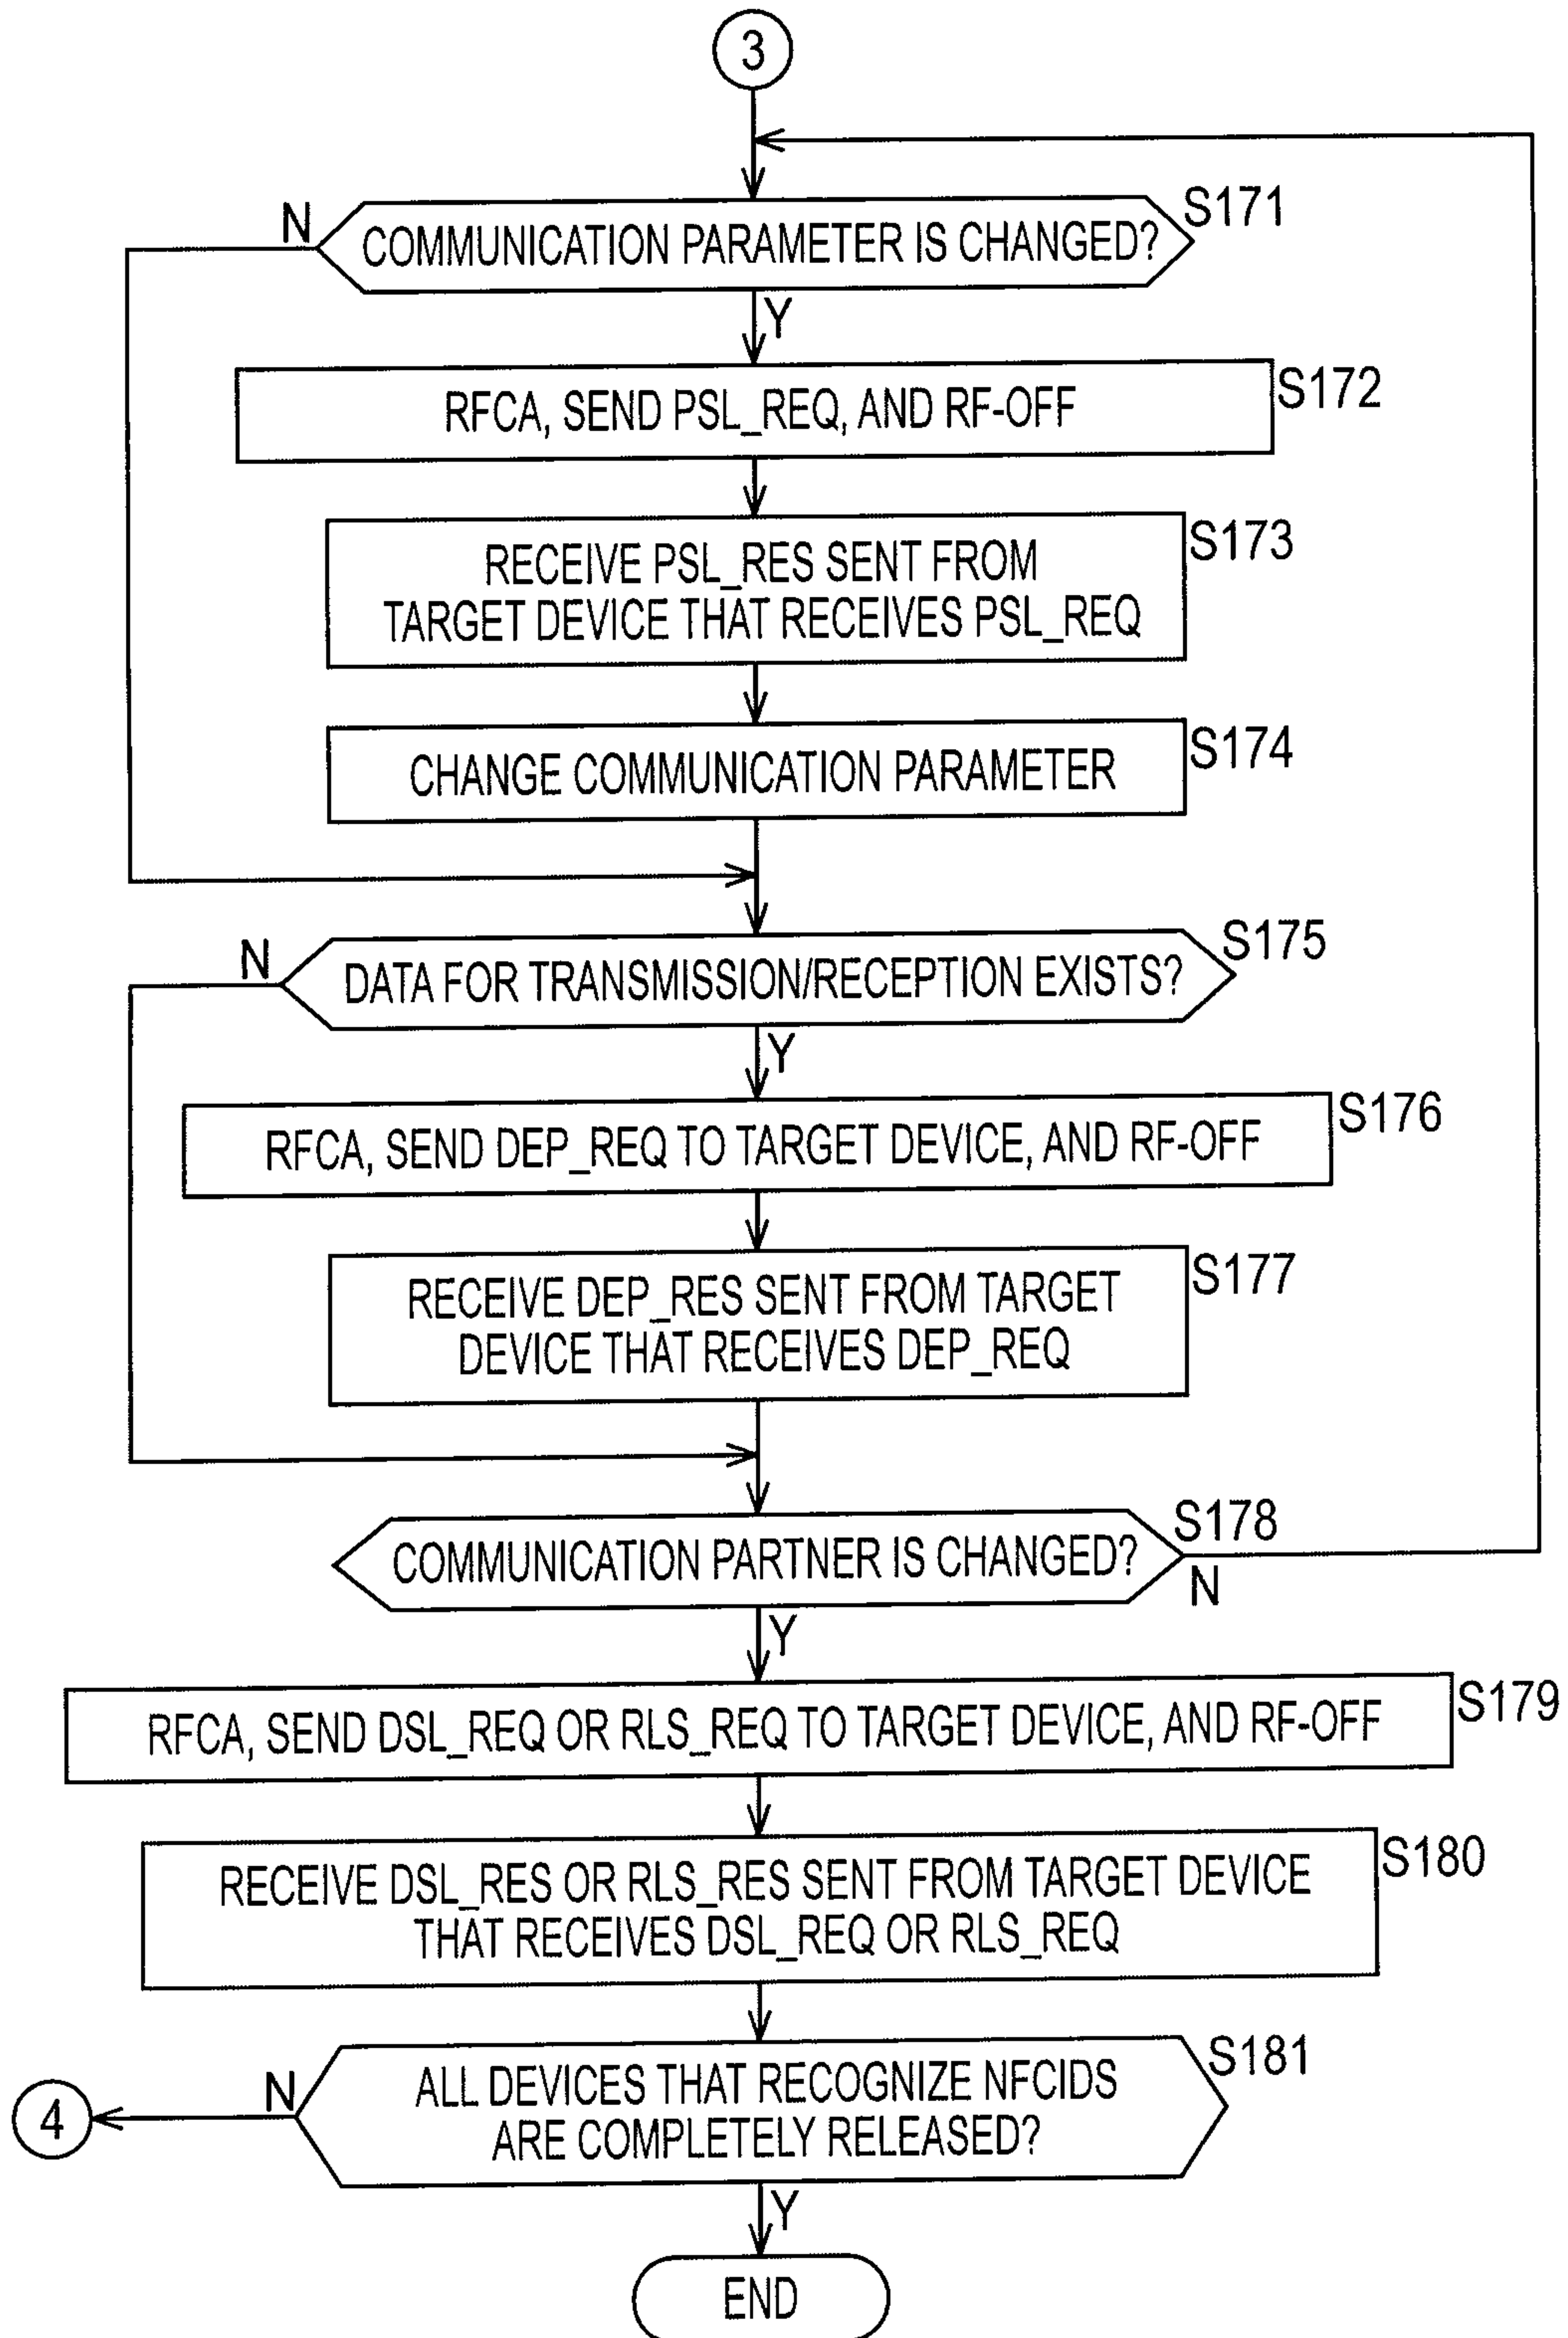 3
S171
N
COMMUNICATION PARAMETER IS CHANGED?
Y
S172
RFCA, SEND PSL_REQ, AND RF-OFF
S173
RECEIVE PSL_RES SENT FROM
TARGET DEVICE THAT RECEIVES PSL_REQ
S174
CHANGE COMMUNICATION PARAMETER
S175
N
DATA FOR TRANSMISSION/RECEPTION EXISTS?
Y
S176
RFCA, SEND DEP_REQ TO TARGET DEVICE, AND RF-OFF
S177
RECEIVE DEP_RES SENT FROM TARGET
DEVICE THAT RECEIVES DEP_REQ
S178
COMMUNICATION PARTNER IS CHANGED?
N
Y
S179
RFCA, SEND DSL_REQ OR RLS_REQ TO TARGET DEVICE, AND RF-OFF
S180
RECEIVE DSL_RES OR RLS_RES SENT FROM TARGET DEVICE
THAT RECEIVES DSL_REQ OR RLS_REQ
S181
N
ALL DEVICES THAT RECOGNIZE NFCIDS
ARE COMPLETELY RELEASED?
4
Y
END